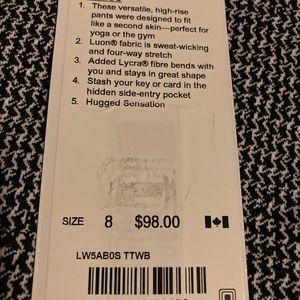 1. These versatile, high-rise
pants were designed to fit
like a second skin—perfect for
yoga or the gym
2. Luon® fabric is sweat-wicking
and four-way stretch
3. Added Lycra® fibre bends with
you and stays in great shape
4. Stash your key or card in the
hidden side-entry pocket
5. Hugged Sensation
SIZE 8 $98.00
LW5AB0S TTWB